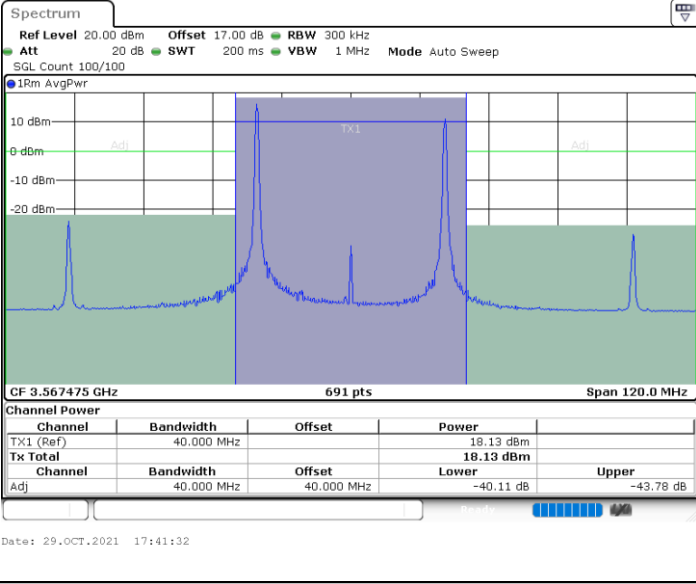 Spectrum
Ref Level 20.00 dBm Offset 17.00 dB RBW 300 kHz
Att 20 dB SWT 200 ms VBW 1 MHz Mode Auto Sweep
SGL Count 100/100
1Rm AvgPwr
10 dBm
TX1
Adj Adj
0 dBm
-10 dBm
-20 dBm
CF 3.567475 GHz 691 pts Span 120.0 MHz
Channel Power
Channel Bandwidth Offset Power
TX1 (Ref) 40.000 MHz 18.13 dBm
Tx Total 18.13 dBm
Channel Bandwidth Offset Lower Upper
Adj 40.000 MHz 40.000 MHz -40.11 dB -43.78 dB
Ready
Date: 29.OCT.2021 17:41:32